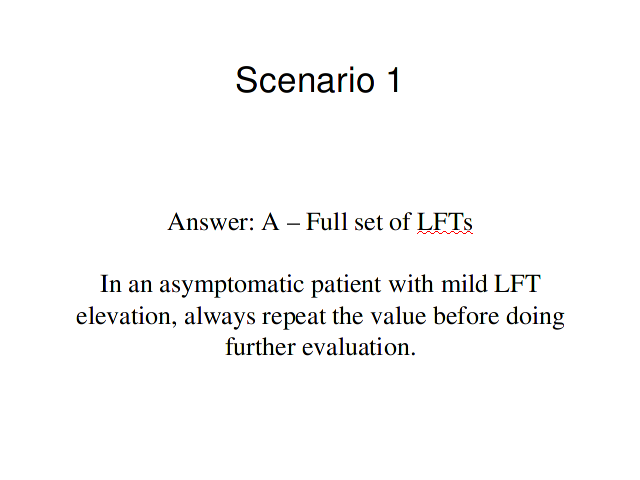 Scenario 1
Answer: A – Full set of LFTs
In an asymptomatic patient with mild LFT
elevation, always repeat the value before doing
further evaluation.